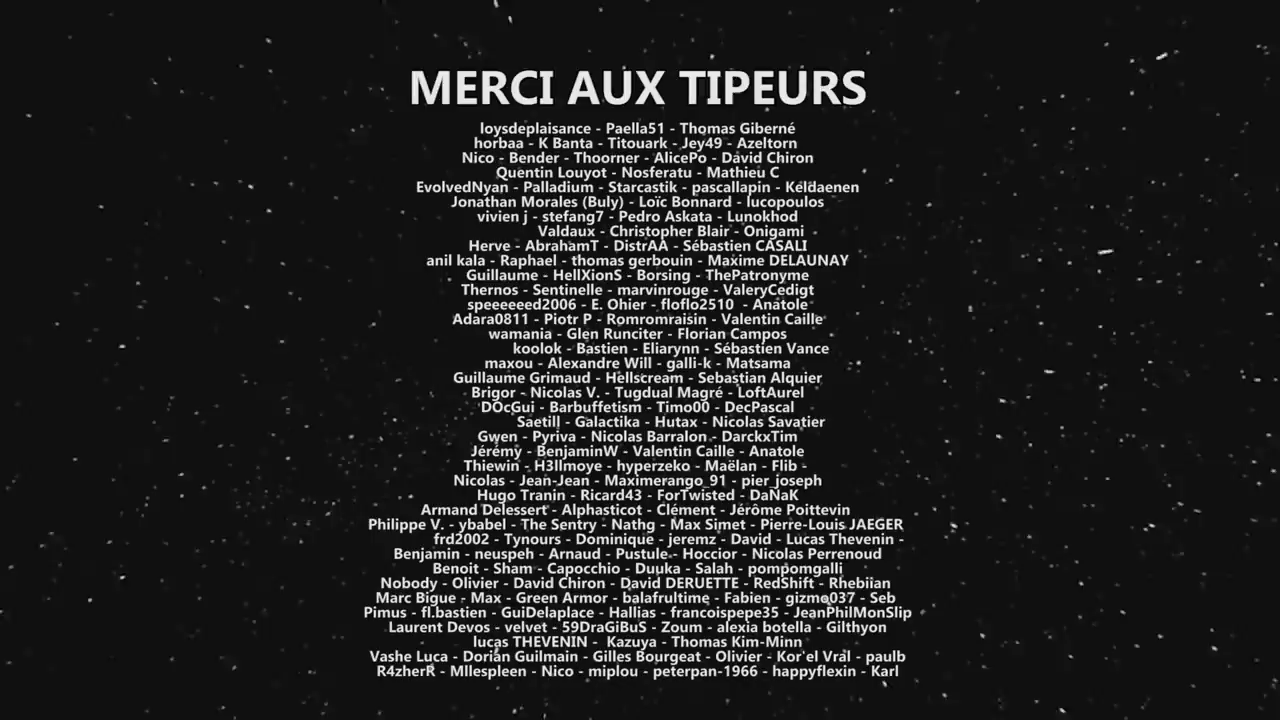 MERCI AUX TIPEURS
loysdeplaisance - Paella51 - Thomas Giberné
horbaa - K Banta - Titouark - Jey49 - Azeltorn
Nico - Bender - Thoorner - AlicePo - David Chiron
Quentin Louyot - Nosferatu - Mathieu C
EvolvedNyan - Palladium - Starcastik - pascallapin - Keldaenen
Jonathan Morales (Buly) - Loïc Bonnard - lucopoulos
vivien j - stefang7 - Pedro Askata - Lunokhod
Valdaux - Christopher Blair - Onigami
Herve - AbrahamT - DistrAA - Sébastien CASALI
anil kala - Raphael - thomas gerbouin - Maxime DELAUNAY
Guillaume - HellXionS - Borsing - ThePatronyme
Thernos - Sentinelle - marvinrouge - ValeryCedigt
speeeeeed2006 - E. Ohier - floflo2510 - Anatole
Adara0811 - Piotr P - Romromraisin - Valentin Caille
wamania - Glen Runciter - Florian Campos
koolok - Bastien - Eliarynn - Sébastien Vance
maxou - Alexandre Will - galli-k - Matsama
Guillaume Grimaud - Hellscream - Sebastian Alquier
Brigor - Nicolas V. - Tugdual Magré - LoftAurel
DOcGui - Barbuffetism - Timo00 - DecPascal
Saetill - Galactika - Hutax - Nicolas Savatier
Gwen - Pyriva - Nicolas Barralon - DarckxTim
Jérémy - BenjaminW - Valentin Caille - Anatole
Thiewin - H3llmoye - hyperzeko - Maëlan - Flib -
Nicolas - Jean-Jean - Maximerango_91 - pier_joseph
Hugo Tranin - Ricard43 - ForTwisted - DaNaK
Armand Delessert - Alphasticot - Clément - Jérôme Poittevin
Philippe V. - ybabel - The Sentry - Nathg - Max Simet - Pierre-Louis JAEGER
frd2002 - Tynours - Dominique - jeremz - David - Lucas Thevenin -
Benjamin - neuspeh - Arnaud - Pustule - Hoccior - Nicolas Perrenoud
Benoit - Sham - Capocchio - Duuka - Salah - pompomgalli
Nobody - Olivier - David Chiron - David DERUETTE - RedShift - Rhebiian
Marc Bigue - Max - Green Armor - balafrultime - Fabien - gizmo037 - Seb
Pimus - fl.bastien - GuiDelaplace - Hallias - francoispepe35 - JeanPhilMonSlip
Laurent Devos - velvet - 59DraGiBuS - Zoum - alexia botella - Gilthyon
lucas THEVENIN - Kazuya - Thomas Kim-Minn
Vashe Luca - Dorian Guilmain - Gilles Bourgeat - Olivier - Kor'el Vral - paulb
R4zherR - Mllespleen - Nico - miplou - peterpan-1966 - happyflexin - Karl